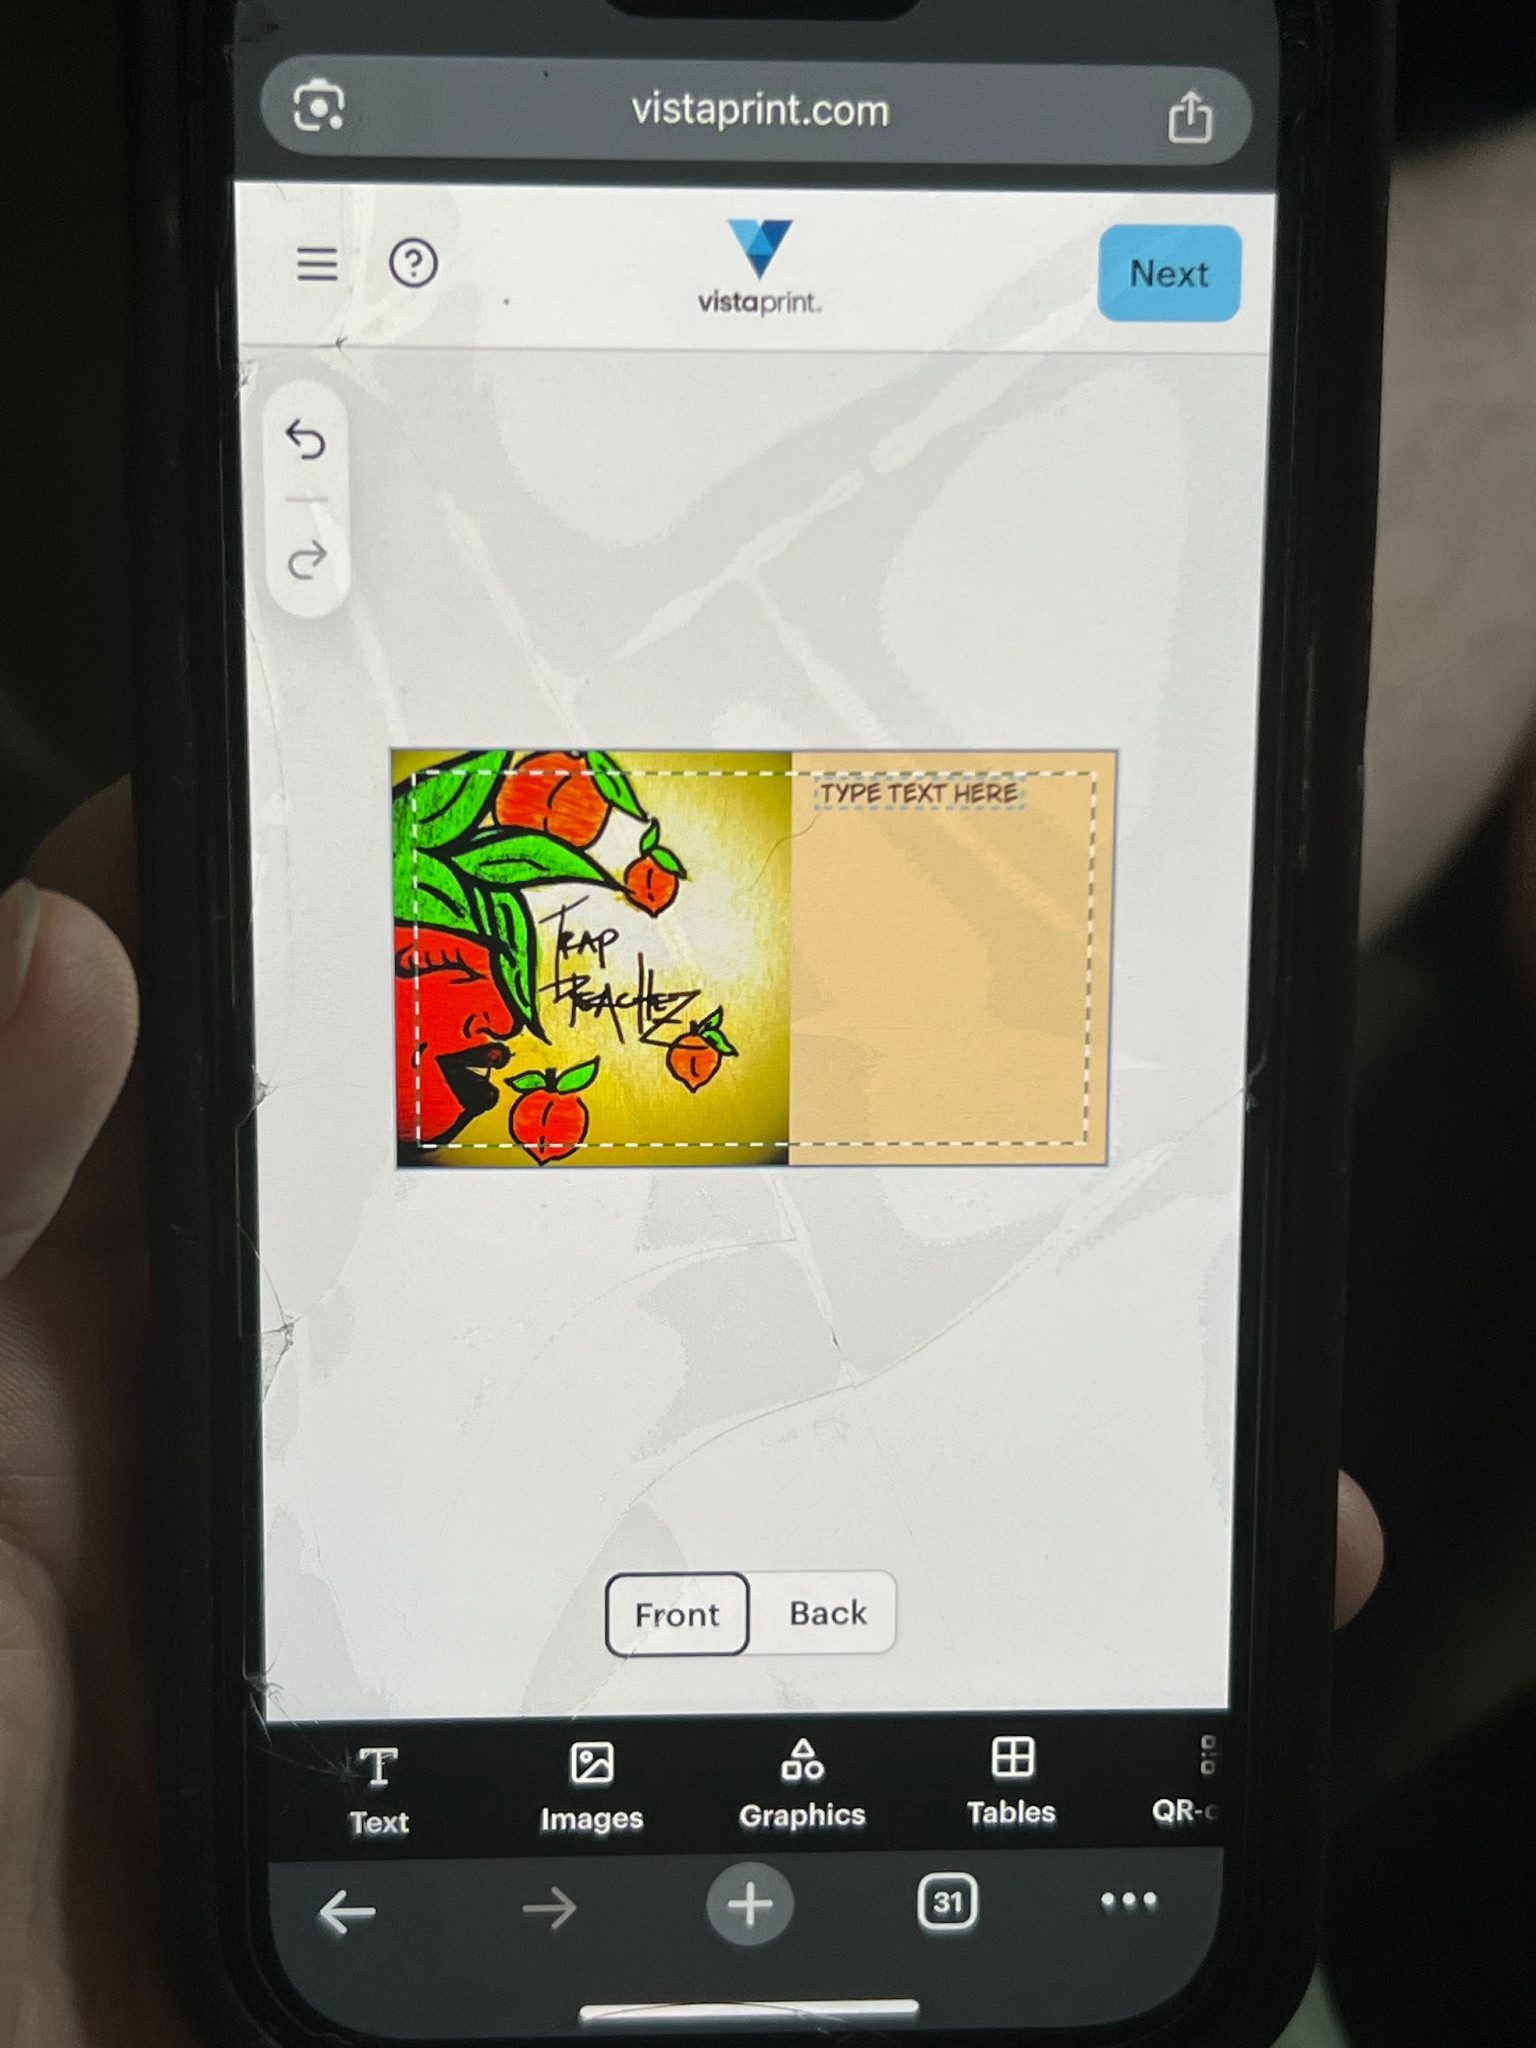 vistaprint.com
vistaprint.
Next
TYPE TEXT HERE
TRAP
PEACHEZ
Front
Back
Text
Images
Graphics
Tables
QR-c
31